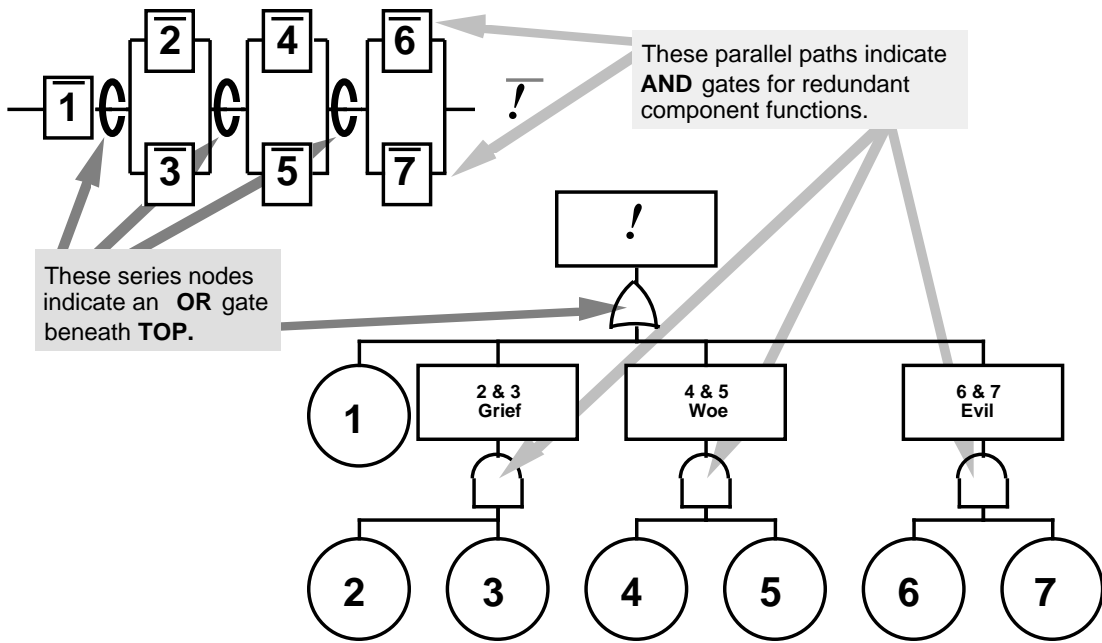 2 4 6
1
3 5 7
!
These parallel paths indicate
AND gates for redundant
component functions.
!
These series nodes
indicate an OR gate
beneath TOP.
1
2 & 3
Grief
4 & 5
Woe
6 & 7
Evil
2 3 4 5 6 7